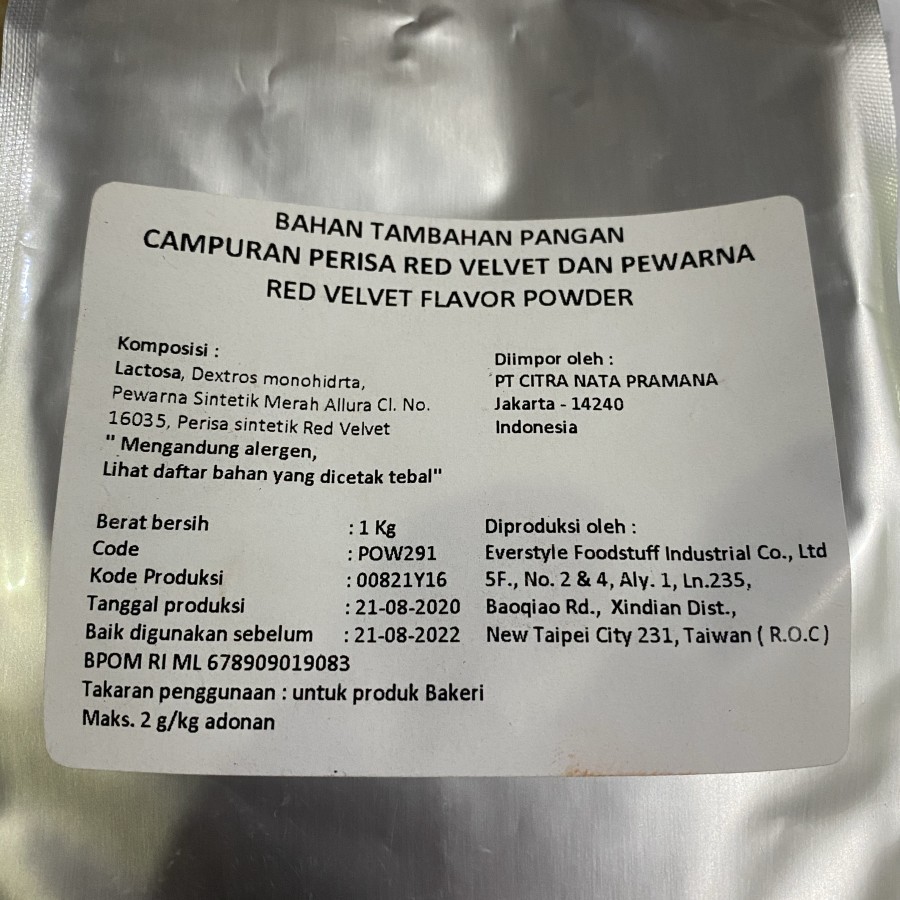 BAHAN TAMBAHAN PANGAN
CAMPURAN PERISA RED VELVET DAN PEWARNA
RED VELVET FLAVOR POWDER
Komposisi :
Lactosa, Dextros monohidrta,
Pewarna Sintetik Merah Allura Cl. No.
16035, Perisa sintetik Red Velvet
" Mengandung alergen,
Lihat daftar bahan yang dicetak tebal"
Diimpor oleh :
PT CITRA NATA PRAMANA
Jakarta - 14240
Indonesia
Berat bersih : 1 Kg
Code : POW291
Kode Produksi : 00821Y16
Tanggal produksi : 21-08-2020
Baik digunakan sebelum : 21-08-2022
BPOM RI ML 678909019083
Takaran penggunaan : untuk produk Bakeri
Maks. 2 g/kg adonan
Diproduksi oleh :
Everstyle Foodstuff Industrial Co., Ltd
5F., No. 2 & 4, Aly. 1, Ln.235,
Baoqiao Rd., Xindian Dist.,
New Taipei City 231, Taiwan ( R.O.C )